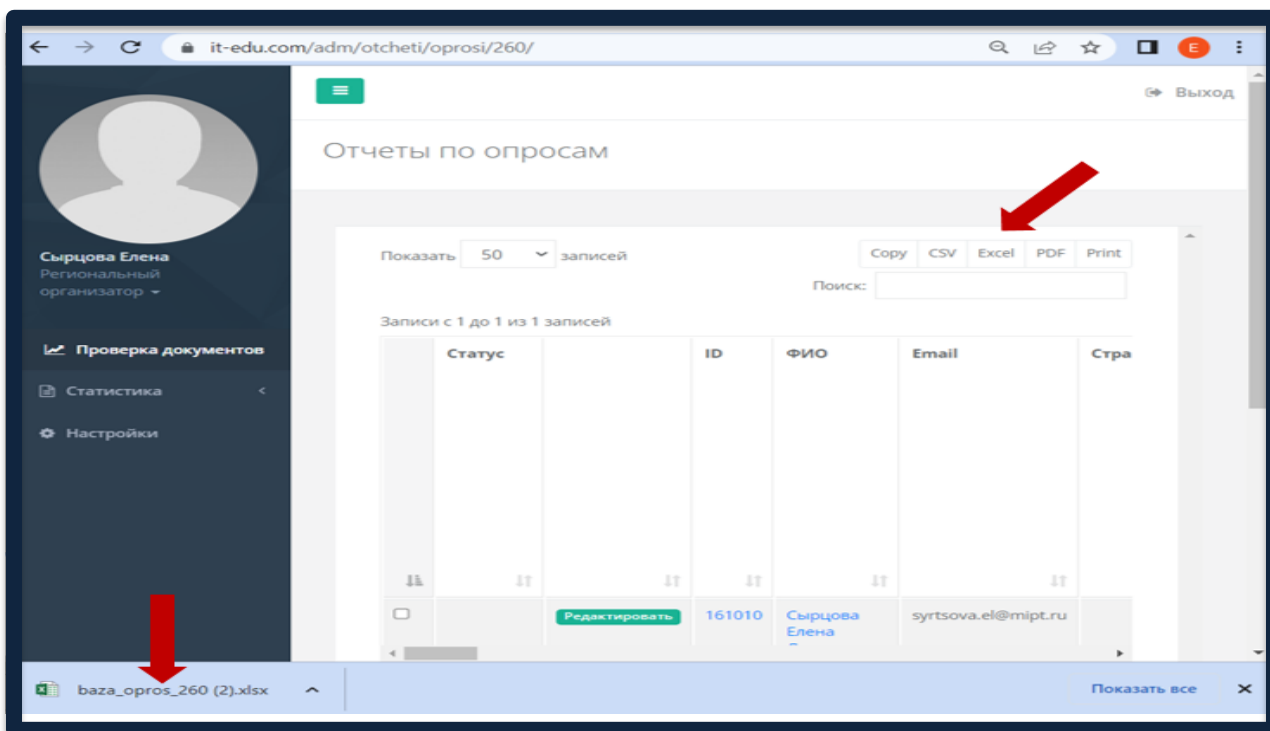 it-edu.com/adm/otcheti/oprosi/260/
E
Выход
Отчеты по опросам
Сырцова Елена
Региональный
организатор
Проверка документов
Статистика
Настройки
Показать 50 записей
Copy CSV Excel PDF Print
Поиск:
Записи с 1 до 1 из 1 записей
Статус ID ФИО Email Стра
Редактировать 161010 Сырцова syrtsova.el@mipt.ru
Елена
baza_opros_260 (2).xlsx
Показать все